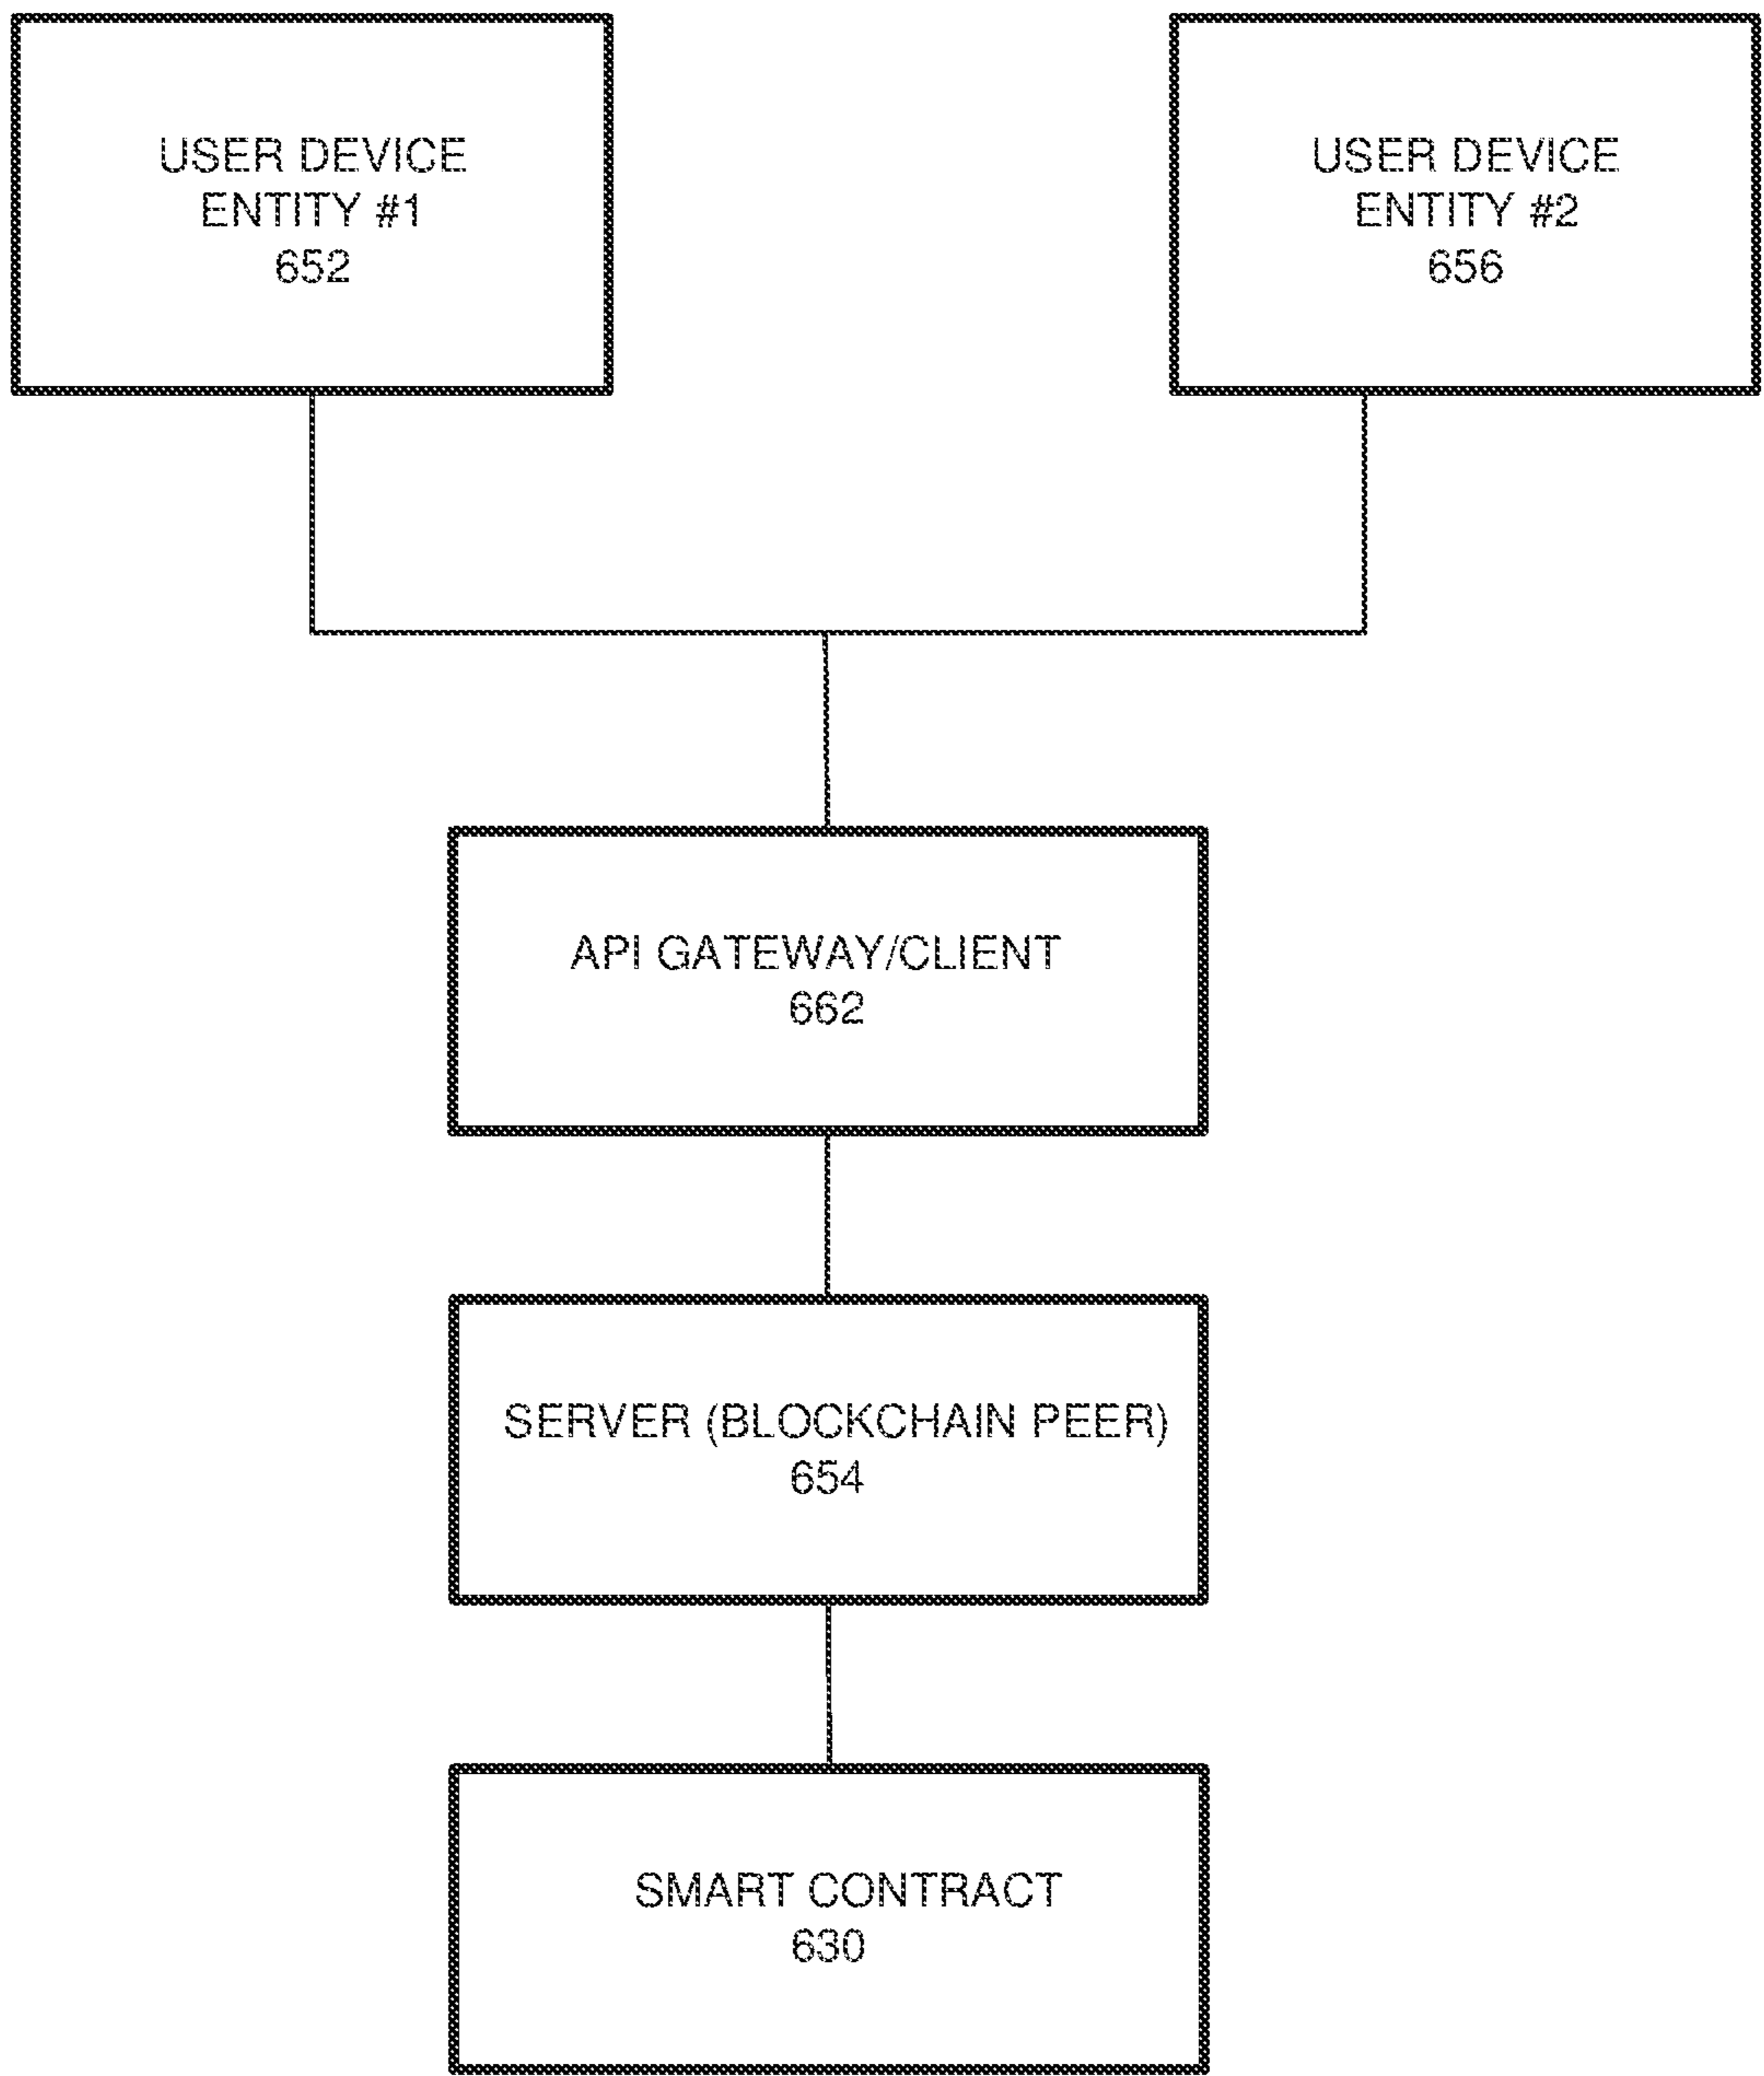 USER DEVICE
ENTITY #1
652
USER DEVICE
ENTITY #2
656
API GATEWAY/CLIENT
662
SERVER (BLOCKCHAIN PEER)
654
SMART CONTRACT
630